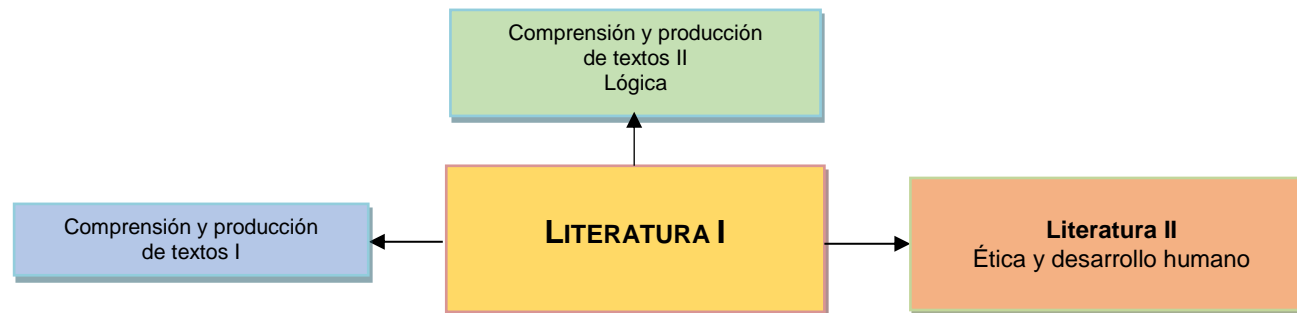 Comprensión y producción
de textos II
Lógica
Comprensión y producción
de textos I
LITERATURA I
Literatura II
Ética y desarrollo humano